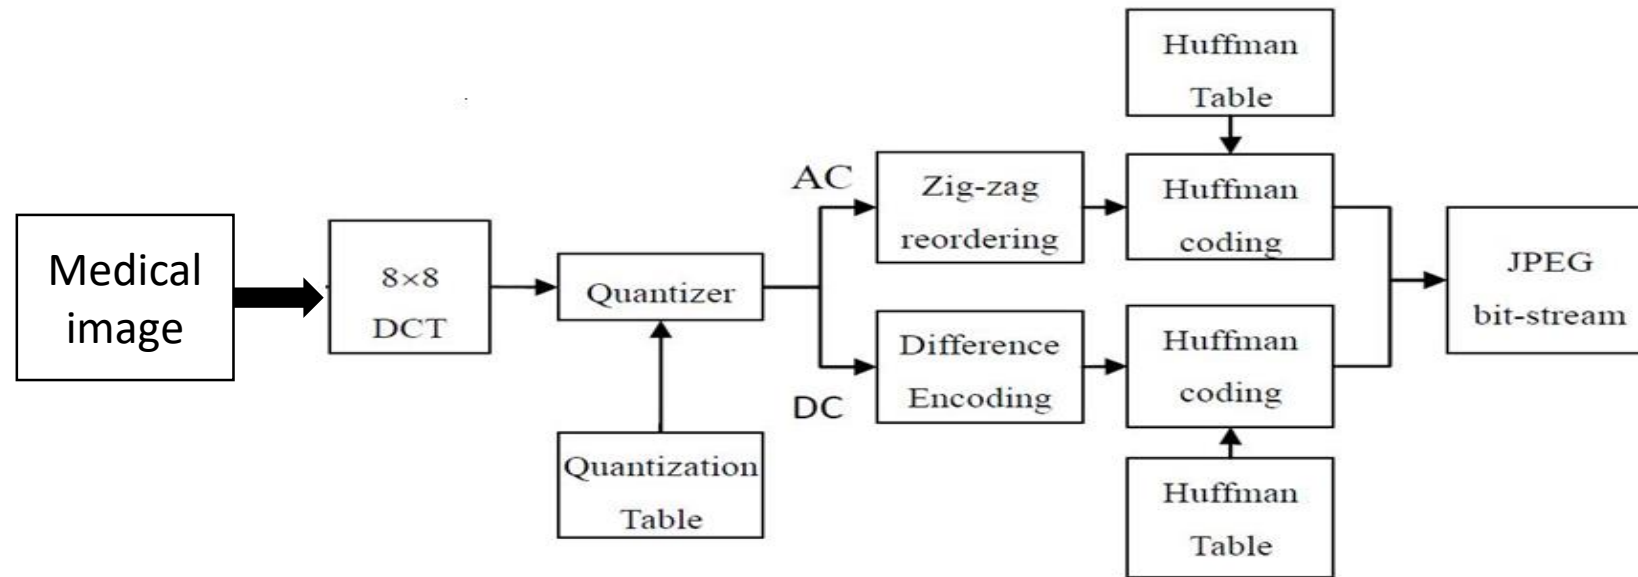 Medical
image
8×8
DCT
Quantizer
Quantization
Table
AC
Zig-zag
reordering
Huffman
Table
Huffman
coding
DC
Difference
Encoding
Huffman
coding
Huffman
Table
JPEG
bit-stream